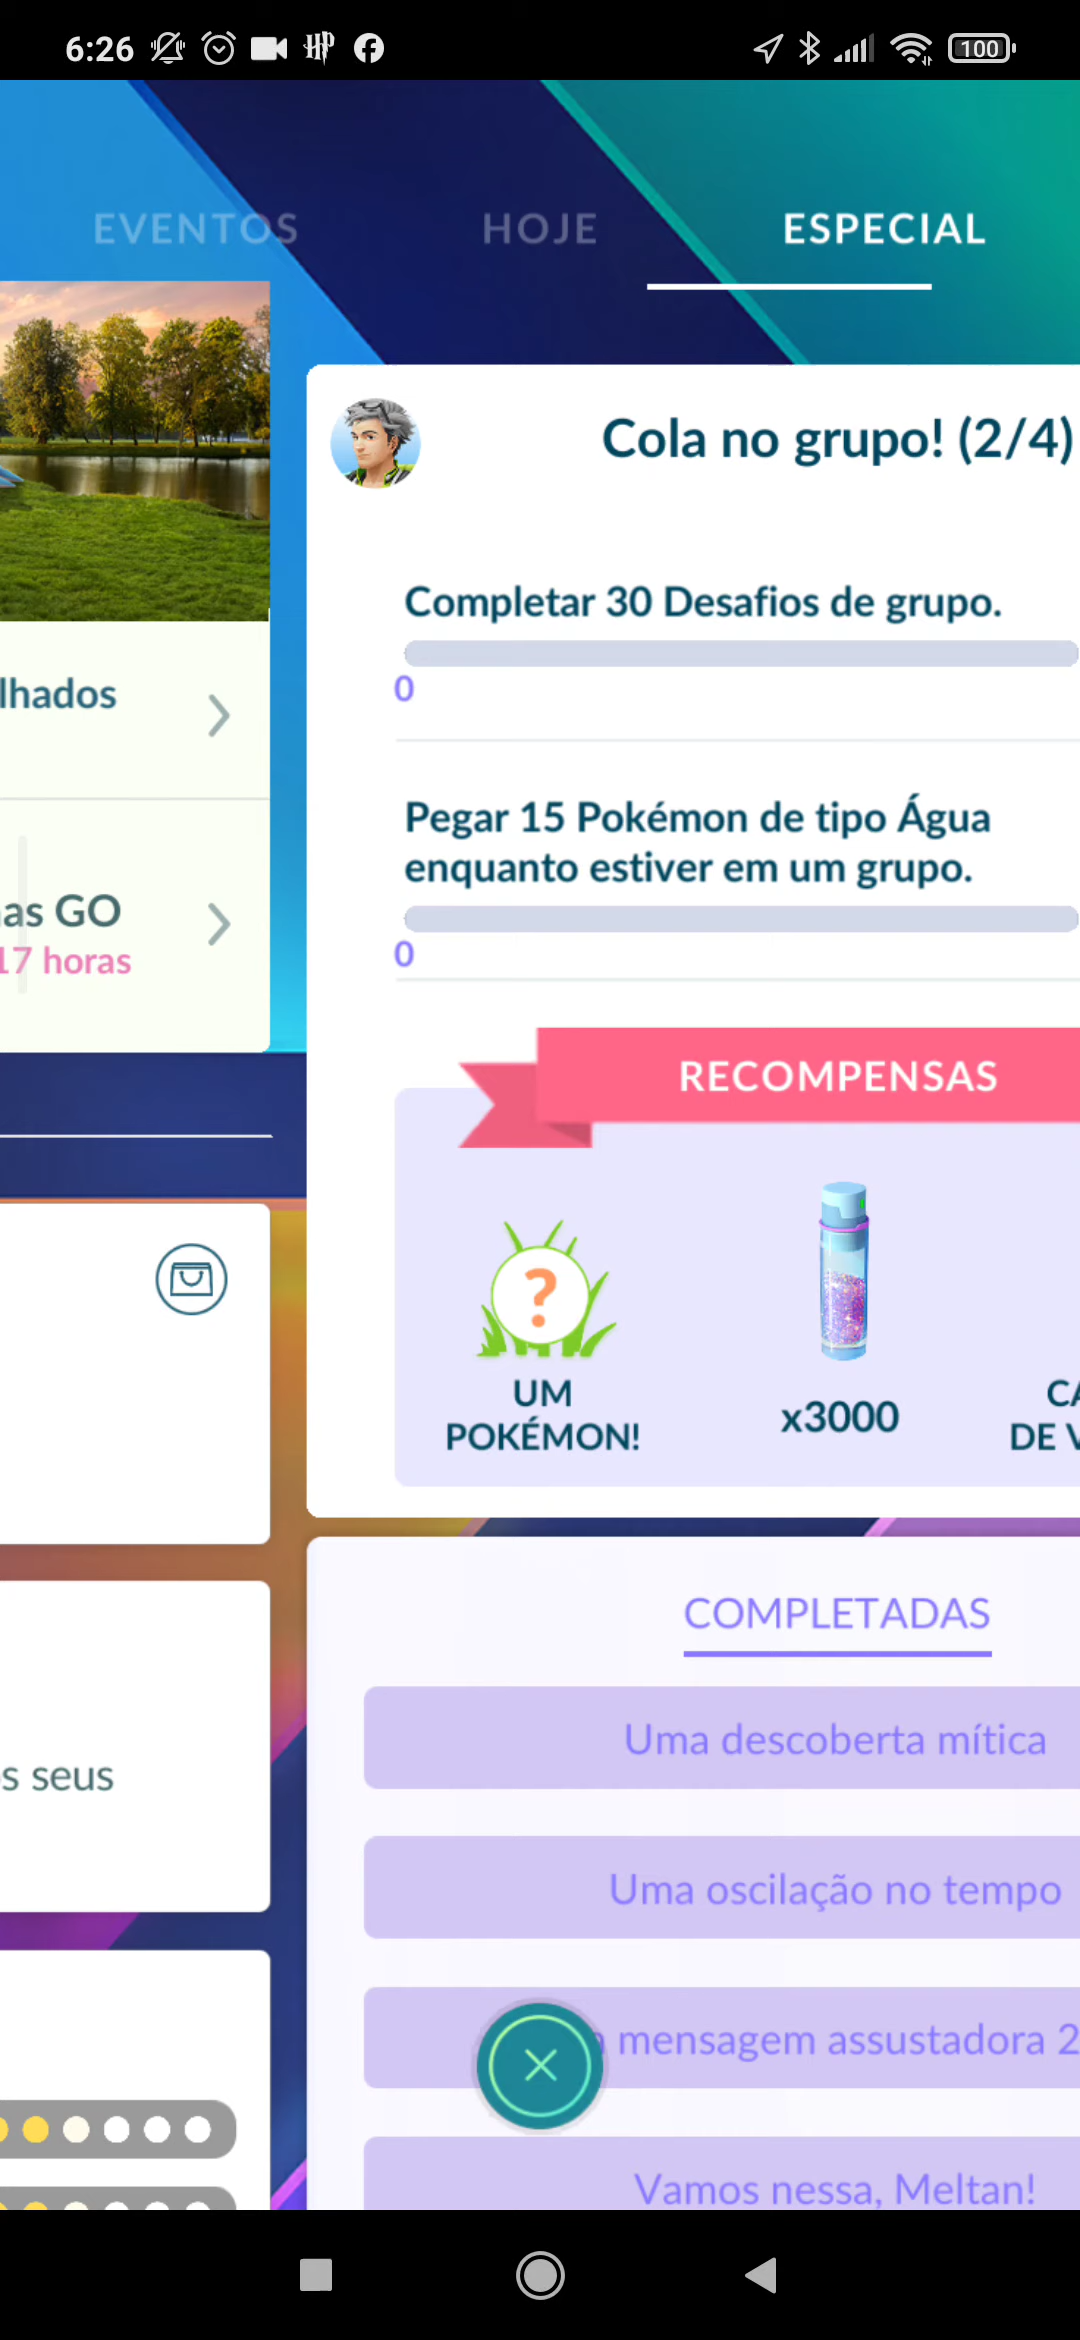 6:26
100
EVENTOS
HOJE
ESPECIAL
lhados
as GO
17 horas
s seus
Cola no grupo! (2/4)
Completar 30 Desafios de grupo.
0
Pegar 15 Pokémon de tipo Água
enquanto estiver em um grupo.
0
RECOMPENSAS
?
UM
POKÉMON!
x3000
CA
DE V
COMPLETADAS
Uma descoberta mítica
Uma oscilação no tempo
mensagem assustadora 2
Vamos nessa, Meltan!